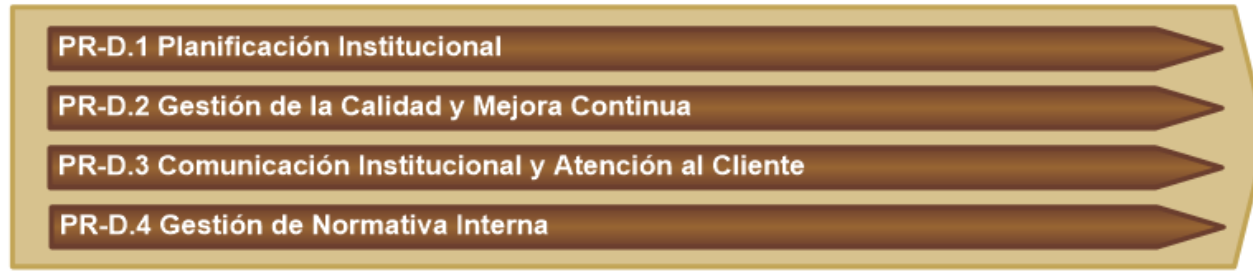 PR-D.1 Planificación Institucional
PR-D.2 Gestión de la Calidad y Mejora Continua
PR-D.3 Comunicación Institucional y Atención al Cliente
PR-D.4 Gestión de Normativa Interna